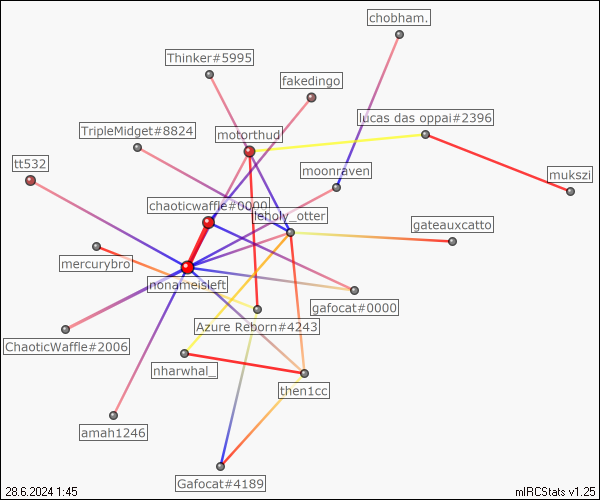 chobham.
Thinker#5995
fakedingo
lucas das oppai#2396
TripleMidget#8824
motorthud
tt532
moonraven
mukszi
chaoticwaffle#0000
leholy_otter
gateauxcatto
mercurybro
nonameisleft
gafocat#0000
Azure Reborn#4243
ChaoticWaffle#2006
nharwhal_
then1cc
amah1246
Gafocat#4189
28.6.2024 1:45
mIRCStats v1.25